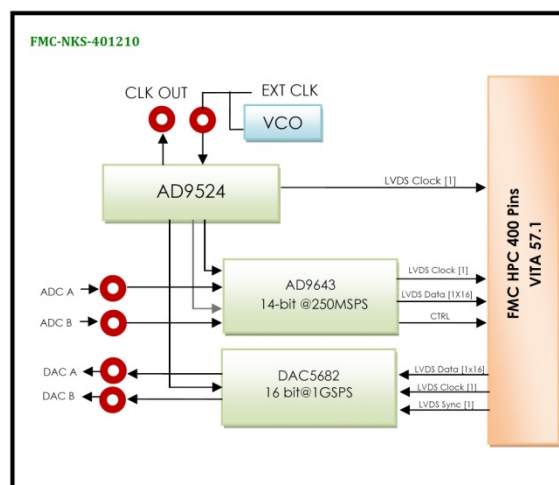 FMC-NKS-401210
CLK OUT
EXT CLK
VCO
AD9524
LVDS Clock [1]
ADC A
ADC B
AD9643
14-bit @250MSPS
LVDS Clock [1]
LVDS Data [1X16]
CTRL
DAC A
DAC B
DAC5682
16 bit@1GSPS
LVDS Data [1x16]
LVDS Clock [1]
LVDS Sync [1]
FMC HPC 400 Pins
VITA 57.1